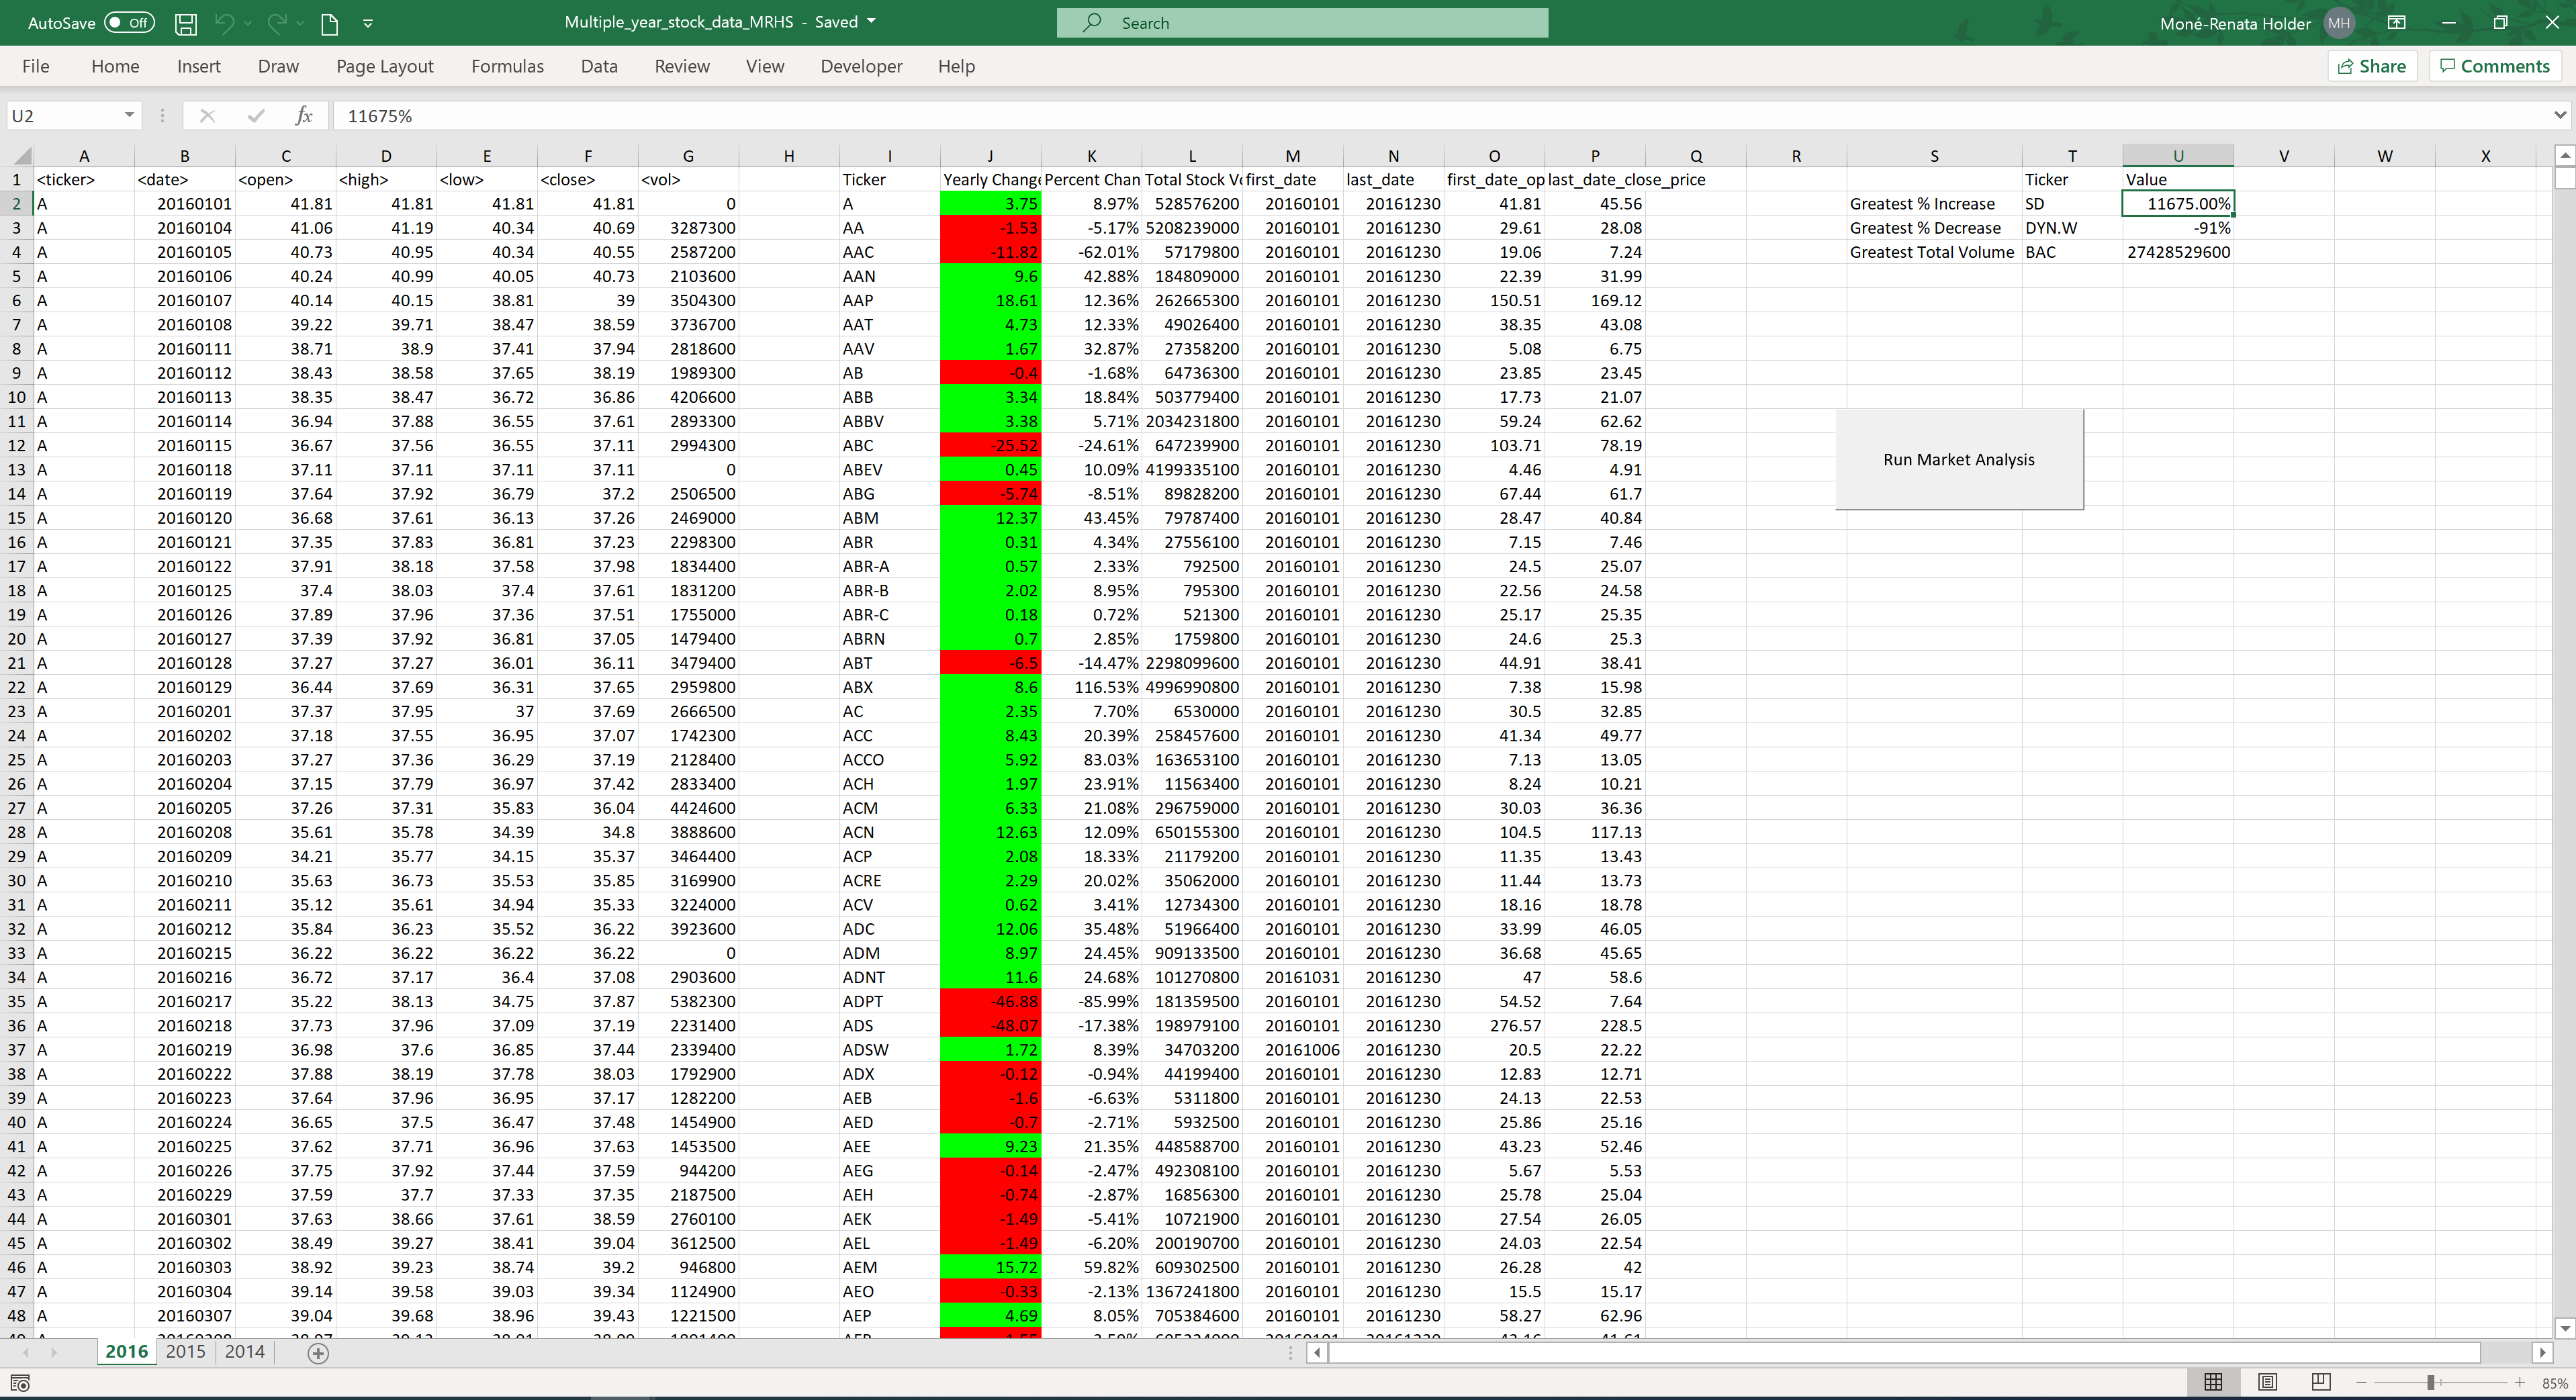 AutoSave Off Multiple_year_stock_data_MRHS - Saved Search Moné-Renata Holder MH
File Home Insert Draw Page Layout Formulas Data Review View Developer Help Share Comments
U2 fx 11675%
A B C D E F G H I J K L M N O P Q R S T U V W X
1 <ticker> <date> <open> <high> <low> <close> <vol> Ticker Yearly Change Percent Chan Total Stock Vo first_date last_date first_date_op last_date_close_price Ticker Value
2 A 20160101 41.81 41.81 41.81 41.81 0 A 3.75 8.97% 528576200 20160101 20161230 41.81 45.56 Greatest % Increase SD 11675.00%
3 A 20160104 41.06 41.19 40.34 40.69 3287300 AA -1.53 -5.17% 5208239000 20160101 20161230 29.61 28.08 Greatest % Decrease DYN.W -91%
4 A 20160105 40.73 40.95 40.34 40.55 2587200 AAC -11.82 -62.01% 57179800 20160101 20161230 19.06 7.24 Greatest Total Volume BAC 27428529600
5 A 20160106 40.24 40.99 40.05 40.73 2103600 AAN 9.6 42.88% 184809000 20160101 20161230 22.39 31.99
6 A 20160107 40.14 40.15 38.81 39 3504300 AAP 18.61 12.36% 262665300 20160101 20161230 150.51 169.12
7 A 20160108 39.22 39.71 38.47 38.59 3736700 AAT 4.73 12.33% 49026400 20160101 20161230 38.35 43.08
8 A 20160111 38.71 38.9 37.41 37.94 2818600 AAV 1.67 32.87% 27358200 20160101 20161230 5.08 6.75
9 A 20160112 38.43 38.58 37.65 38.19 1989300 AB -0.4 -1.68% 64736300 20160101 20161230 23.85 23.45
10 A 20160113 38.35 38.47 36.72 36.86 4206600 ABB 3.34 18.84% 503779400 20160101 20161230 17.73 21.07
11 A 20160114 36.94 37.88 36.55 37.61 2893300 ABBV 3.38 5.71% 2034231800 20160101 20161230 59.24 62.62
12 A 20160115 36.67 37.56 36.55 37.11 2994300 ABC -25.52 -24.61% 647239900 20160101 20161230 103.71 78.19
13 A 20160118 37.11 37.11 37.11 37.11 0 ABEV 0.45 10.09% 4199335100 20160101 20161230 4.46 4.91
Run Market Analysis
14 A 20160119 37.64 37.92 36.79 37.2 2506500 ABG -5.74 -8.51% 89828200 20160101 20161230 67.44 61.7
15 A 20160120 36.68 37.61 36.13 37.26 2469000 ABM 12.37 43.45% 79787400 20160101 20161230 28.47 40.84
16 A 20160121 37.35 37.83 36.81 37.23 2298300 ABR 0.31 4.34% 27556100 20160101 20161230 7.15 7.46
17 A 20160122 37.91 38.18 37.58 37.98 1834400 ABR-A 0.57 2.33% 792500 20160101 20161230 24.5 25.07
18 A 20160125 37.4 38.03 37.4 37.61 1831200 ABR-B 2.02 8.95% 795300 20160101 20161230 22.56 24.58
19 A 20160126 37.89 37.96 37.36 37.51 1755000 ABR-C 0.18 0.72% 521300 20160101 20161230 25.17 25.35
20 A 20160127 37.39 37.92 36.81 37.05 1479400 ABRN 0.7 2.85% 1759800 20160101 20161230 24.6 25.3
21 A 20160128 37.27 37.27 36.01 36.11 3479400 ABT -6.5 -14.47% 2298099600 20160101 20161230 44.91 38.41
22 A 20160129 36.44 37.69 36.31 37.65 2959800 ABX 8.6 116.53% 4996990800 20160101 20161230 7.38 15.98
23 A 20160201 37.37 37.95 37 37.69 2666500 AC 2.35 7.70% 6530000 20160101 20161230 30.5 32.85
24 A 20160202 37.18 37.55 36.95 37.07 1742300 ACC 8.43 20.39% 258457600 20160101 20161230 41.34 49.77
25 A 20160203 37.27 37.36 36.29 37.19 2128400 ACCO 5.92 83.03% 163653100 20160101 20161230 7.13 13.05
26 A 20160204 37.15 37.79 36.97 37.42 2833400 ACH 1.97 23.91% 11563400 20160101 20161230 8.24 10.21
27 A 20160205 37.26 37.31 35.83 36.04 4424600 ACM 6.33 21.08% 296759000 20160101 20161230 30.03 36.36
28 A 20160208 35.61 35.78 34.39 34.8 3888600 ACN 12.63 12.09% 650155300 20160101 20161230 104.5 117.13
29 A 20160209 34.21 35.77 34.15 35.37 3464400 ACP 2.08 18.33% 21179200 20160101 20161230 11.35 13.43
30 A 20160210 35.63 36.73 35.53 35.85 3169900 ACRE 2.29 20.02% 35062000 20160101 20161230 11.44 13.73
31 A 20160211 35.12 35.61 34.94 35.33 3224000 ACV 0.62 3.41% 12734300 20160101 20161230 18.16 18.78
32 A 20160212 35.84 36.23 35.52 36.22 3923600 ADC 12.06 35.48% 51966400 20160101 20161230 33.99 46.05
33 A 20160215 36.22 36.22 36.22 36.22 0 ADM 8.97 24.45% 909133500 20160101 20161230 36.68 45.65
34 A 20160216 36.72 37.17 36.4 37.08 2903600 ADNT 11.6 24.68% 101270800 20161031 20161230 47 58.6
35 A 20160217 35.22 38.13 34.75 37.87 5382300 ADPT -46.88 -85.99% 181359500 20160101 20161230 54.52 7.64
36 A 20160218 37.73 37.96 37.09 37.19 2231400 ADS -48.07 -17.38% 198979100 20160101 20161230 276.57 228.5
37 A 20160219 36.98 37.6 36.85 37.44 2339400 ADSW 1.72 8.39% 34703200 20161006 20161230 20.5 22.22
38 A 20160222 37.88 38.19 37.78 38.03 1792900 ADX -0.12 -0.94% 44199400 20160101 20161230 12.83 12.71
39 A 20160223 37.64 37.96 36.95 37.17 1282200 AEB -1.6 -6.63% 5311800 20160101 20161230 24.13 22.53
40 A 20160224 36.65 37.5 36.47 37.48 1454900 AED -0.7 -2.71% 5932500 20160101 20161230 25.86 25.16
41 A 20160225 37.62 37.71 36.96 37.63 1453500 AEE 9.23 21.35% 448588700 20160101 20161230 43.23 52.46
42 A 20160226 37.75 37.92 37.44 37.59 944200 AEG -0.14 -2.47% 492308100 20160101 20161230 5.67 5.53
43 A 20160229 37.59 37.7 37.33 37.35 2187500 AEH -0.74 -2.87% 16856300 20160101 20161230 25.78 25.04
44 A 20160301 37.63 38.66 37.61 38.59 2760100 AEK -1.49 -5.41% 10721900 20160101 20161230 27.54 26.05
45 A 20160302 38.49 39.27 38.41 39.04 3612500 AEL -1.49 -6.20% 200190700 20160101 20161230 24.03 22.54
46 A 20160303 38.92 39.23 38.74 39.2 946800 AEM 15.72 59.82% 609302500 20160101 20161230 26.28 42
47 A 20160304 39.14 39.58 39.03 39.34 1124900 AEO -0.33 -2.13% 1367241800 20160101 20161230 15.5 15.17
48 A 20160307 39.04 39.68 38.96 39.43 1221500 AEP 4.69 8.05% 705384600 20160101 20161230 58.27 62.96
2016 2015 2014
85%